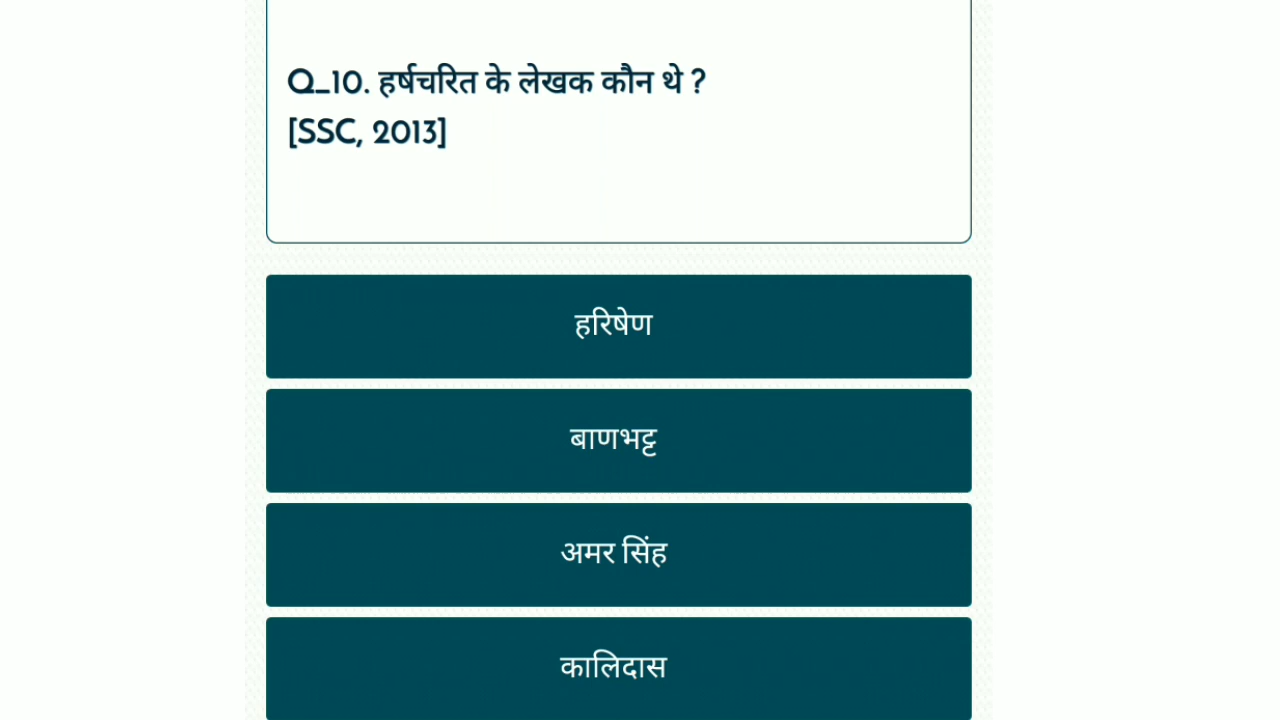 Q_10. हर्षचरित के लेखक कौन थे ?
[SSC, 2013]
हरिषेण
बाणभट्ट
अमर सिंह
कालिदास